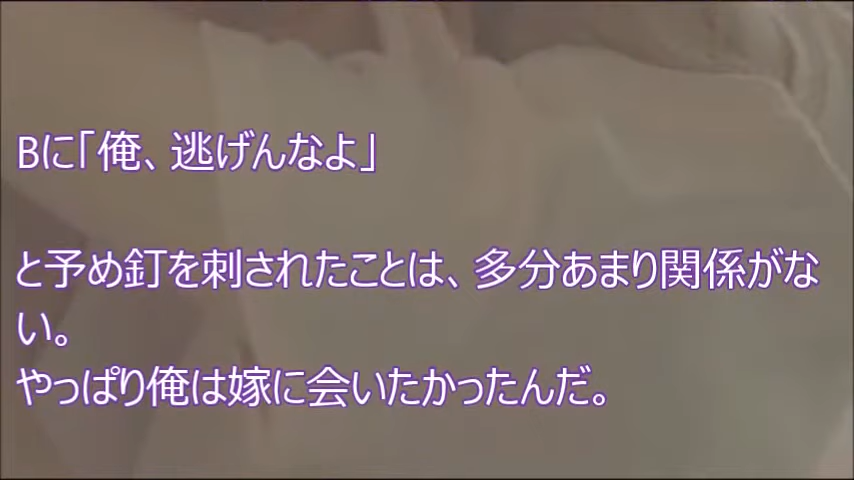 Bに「俺、逃げんなよ」
と予め釘を刺されたことは、多分あまり関係がな
い。
やっぱり俺は嫁に会いたかったんだ。